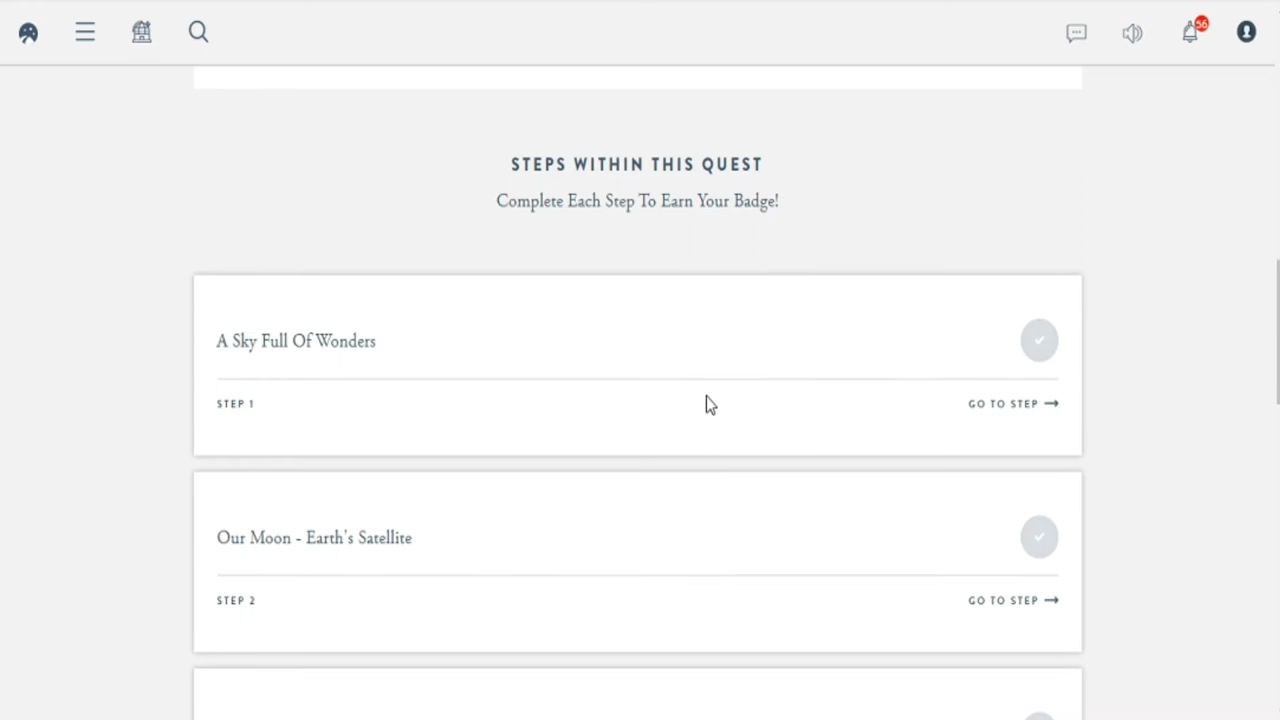 56
STEPS WITHIN THIS QUEST
Complete Each Step To Earn Your Badge!
A Sky Full Of Wonders
STEP 1
GO TO STEP →
Our Moon - Earth's Satellite
STEP 2
GO TO STEP →